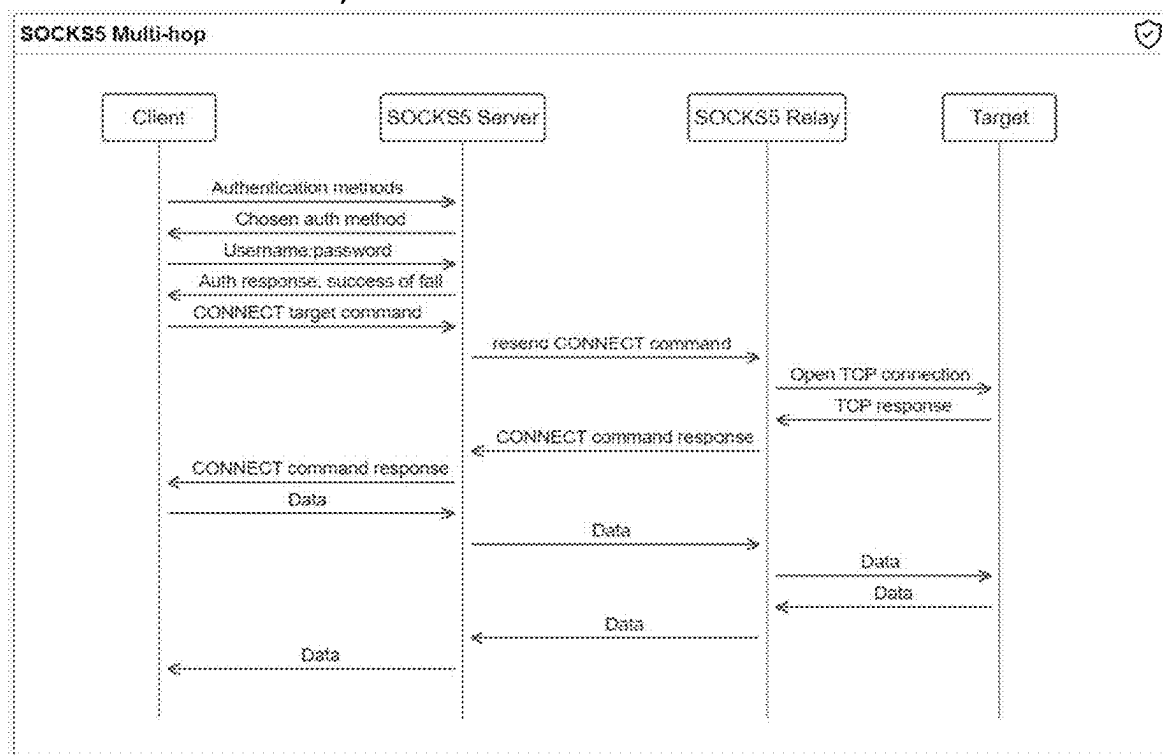 SOCKS5 Multi-hop
Client
SOCKS5 Server
SOCKS5 Relay
Target
Authentication methods
Chosen auth method
Username:password
Auth response, success of fail
CONNECT target command
resend CONNECT command
Open TCP connection
TCP response
CONNECT command response
CONNECT command response
Data
Data
Data
Data
Data
Data